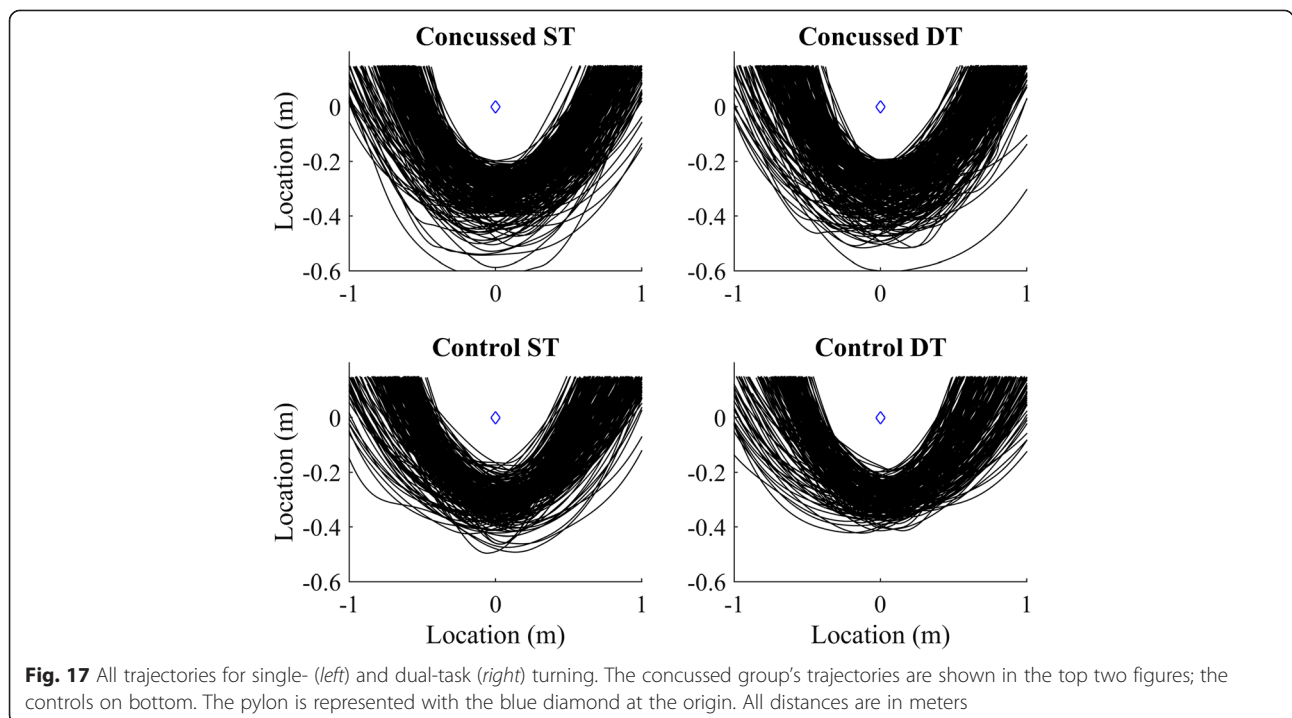 Concussed ST
Concussed DT
Location (m)
0
-0.2
-0.4
-0.6
-1
0
1
0
-0.2
-0.4
-0.6
-1
0
1
Control ST
Control DT
Location (m)
0
-0.2
-0.4
-0.6
-1
0
1
Location (m)
0
-0.2
-0.4
-0.6
-1
0
1
Location (m)
Fig. 17 All trajectories for single- (left) and dual-task (right) turning. The concussed group's trajectories are shown in the top two figures; the
controls on bottom. The pylon is represented with the blue diamond at the origin. All distances are in meters